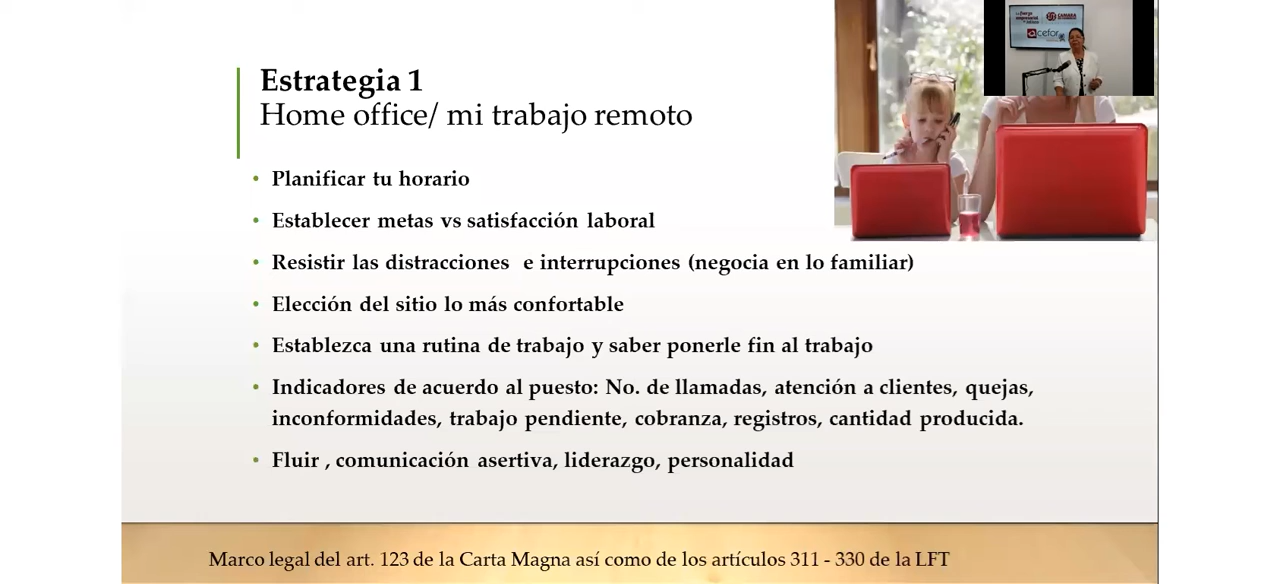 Estrategia 1
Home office/ mi trabajo remoto
• Planificar tu horario
• Establecer metas vs satisfacción laboral
• Resistir las distracciones e interrupciones (negocia en lo familiar)
• Elección del sitio lo más confortable
• Establezca una rutina de trabajo y saber ponerle fin al trabajo
• Indicadores de acuerdo al puesto: No. de llamadas, atención a clientes, quejas,
inconformidades, trabajo pendiente, cobranza, registros, cantidad producida.
• Fluir , comunicación asertiva, liderazgo, personalidad
Marco legal del art. 123 de la Carta Magna así como de los artículos 311 - 330 de la LFT
CAMARA
cefor